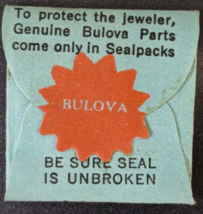 To protect the jeweler,
Genuine Bulova Parts
come only in Sealpacks
BULOVA
BE SURE SEAL
IS UNBROKEN